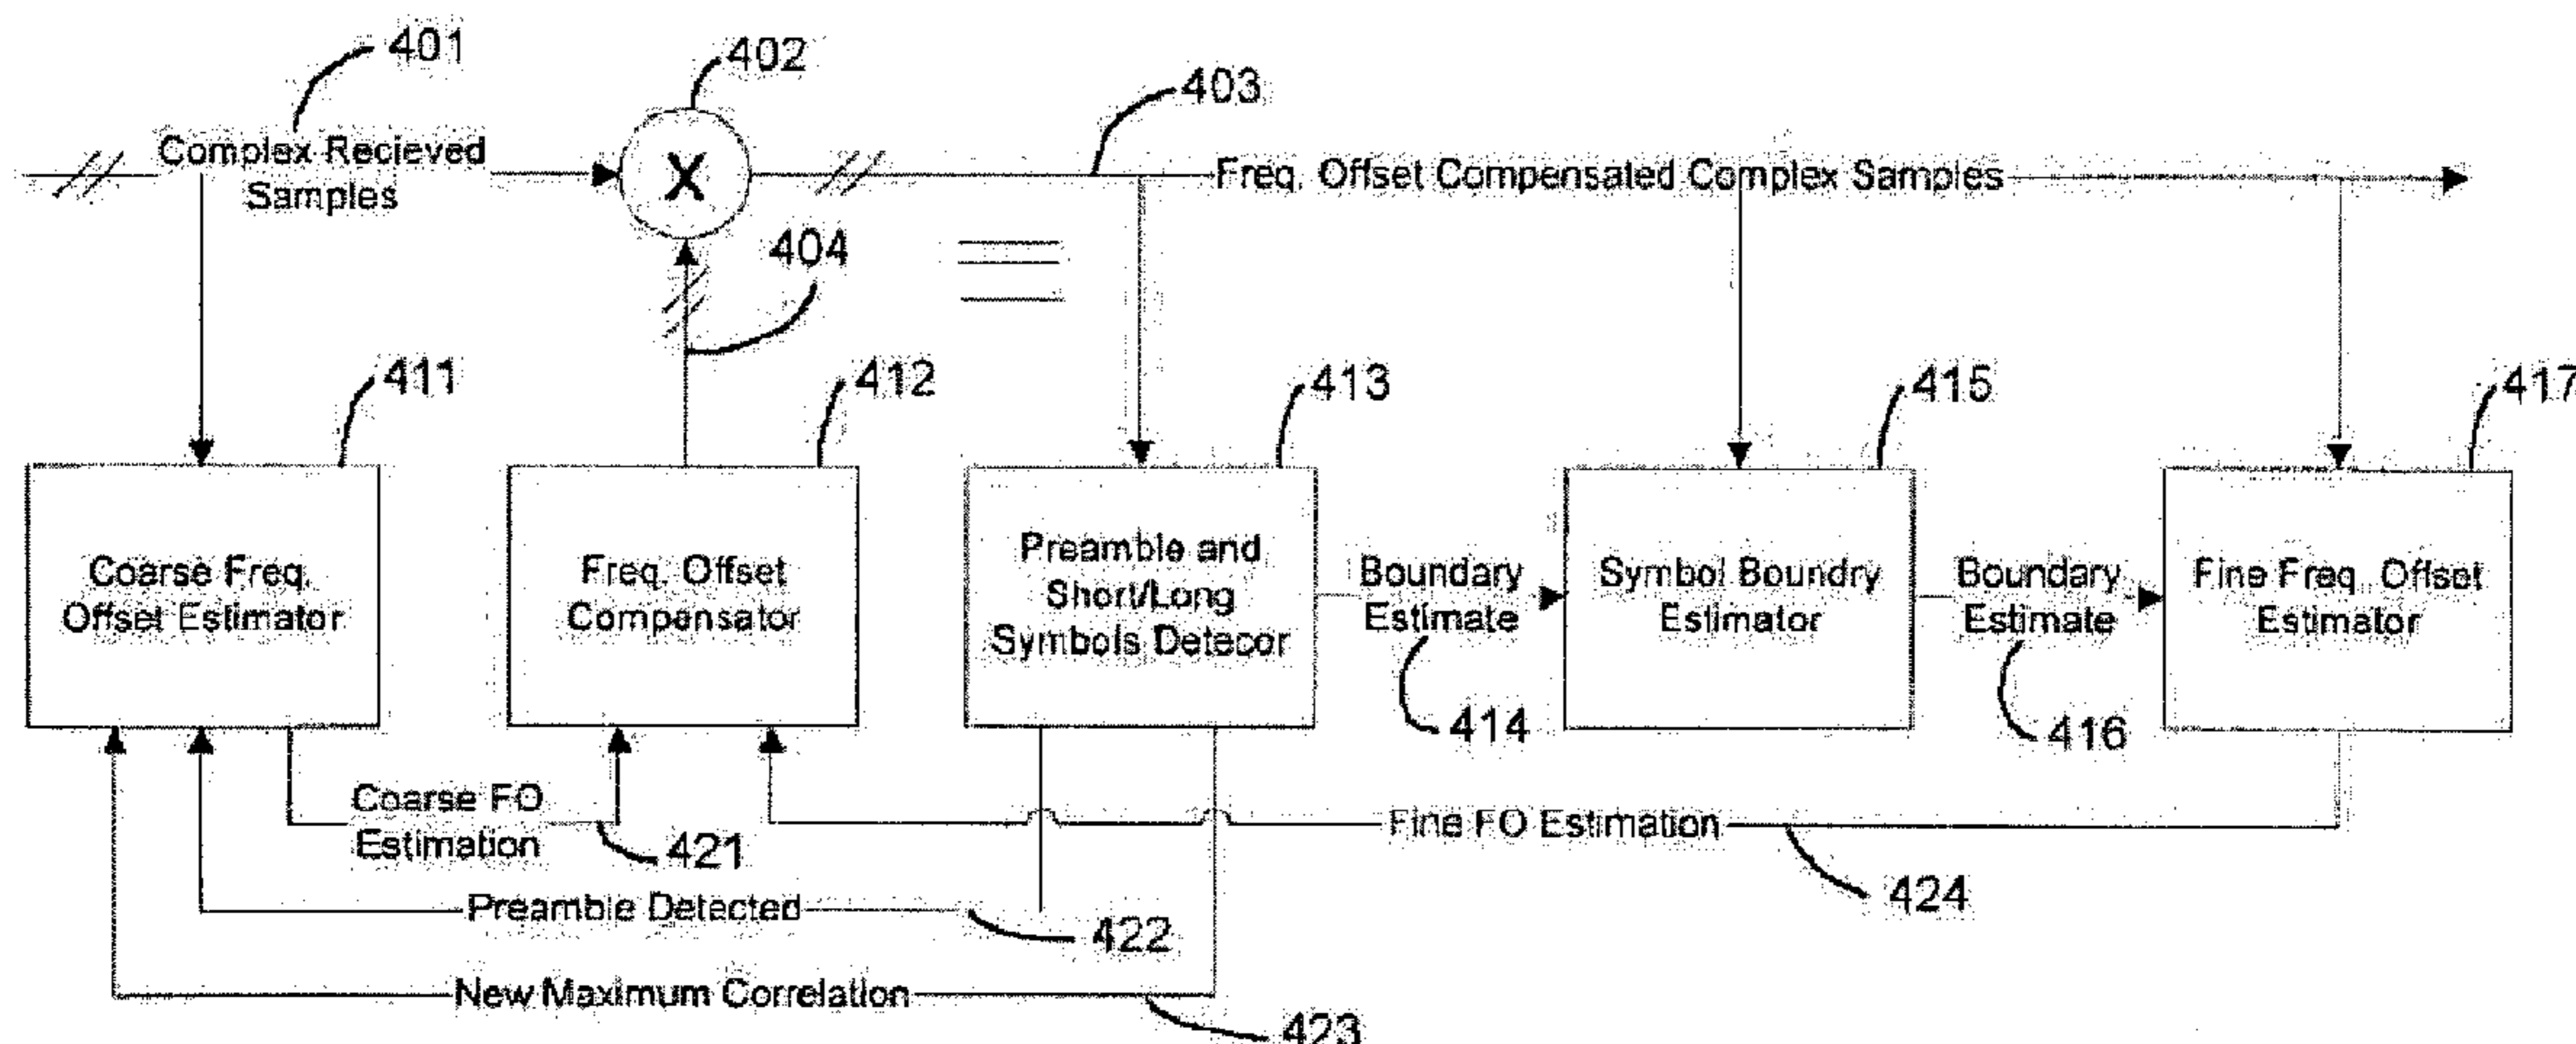 401
402
403
Complex Recieved
Samples
X
Freq. Offset Compensated Complex Samples
404
411
412
413
415
417
Coarse Freq.
Offset Estimator
Freq. Offset
Compensator
Preamble and
Short/Long
Symbols Detecor
Boundary
Estimate
414
Symbol Boundry
Estimator
Boundary
Estimate
416
Fine Freq. Offset
Estimator
Coarse FO
Estimation
421
Fine FO Estimation
424
Preamble Detected
422
New Maximum Correlation
423